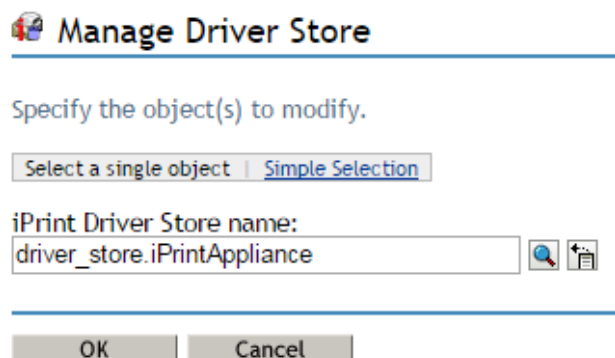 Manage Driver Store
Specify the object(s) to modify.
Select a single object | Simple Selection
iPrint Driver Store name:
driver_store.iPrintAppliance
OK Cancel